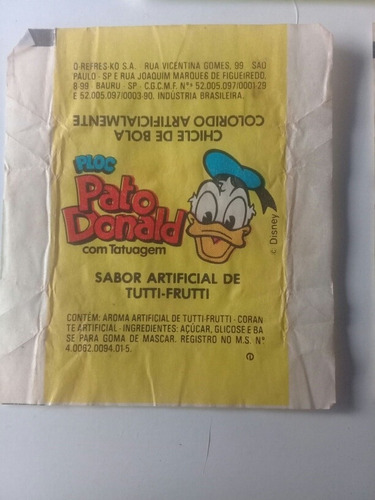 Q-REFRES-KO S.A. RUA VICENTINA GOMES, 99 SÃO
PAULO - SP E RUA JOAQUIM MARQUES DE FIGUEIREDO,
8-99 - BAURU - SP - C.G.C.M.F. Nºs 52.005.097/0001-29
E 52.005.097/0003-90. INDÚSTRIA BRASILEIRA.
CHICLE DE BOLA
COLORIDO ARTIFICIALMENTE
PLOC
Pato
Donald
com Tatuagem
© Disney
SABOR ARTIFICIAL DE
TUTTI-FRUTTI
CONTÉM: AROMA ARTIFICIAL DE TUTTI-FRUTTI - CORAN
TE ARTIFICIAL - INGREDIENTES: AÇÚCAR, GLICOSE E BA
SE PARA GOMA DE MASCAR. REGISTRO NO M.S. Nº
4.0062.0094.01-5.